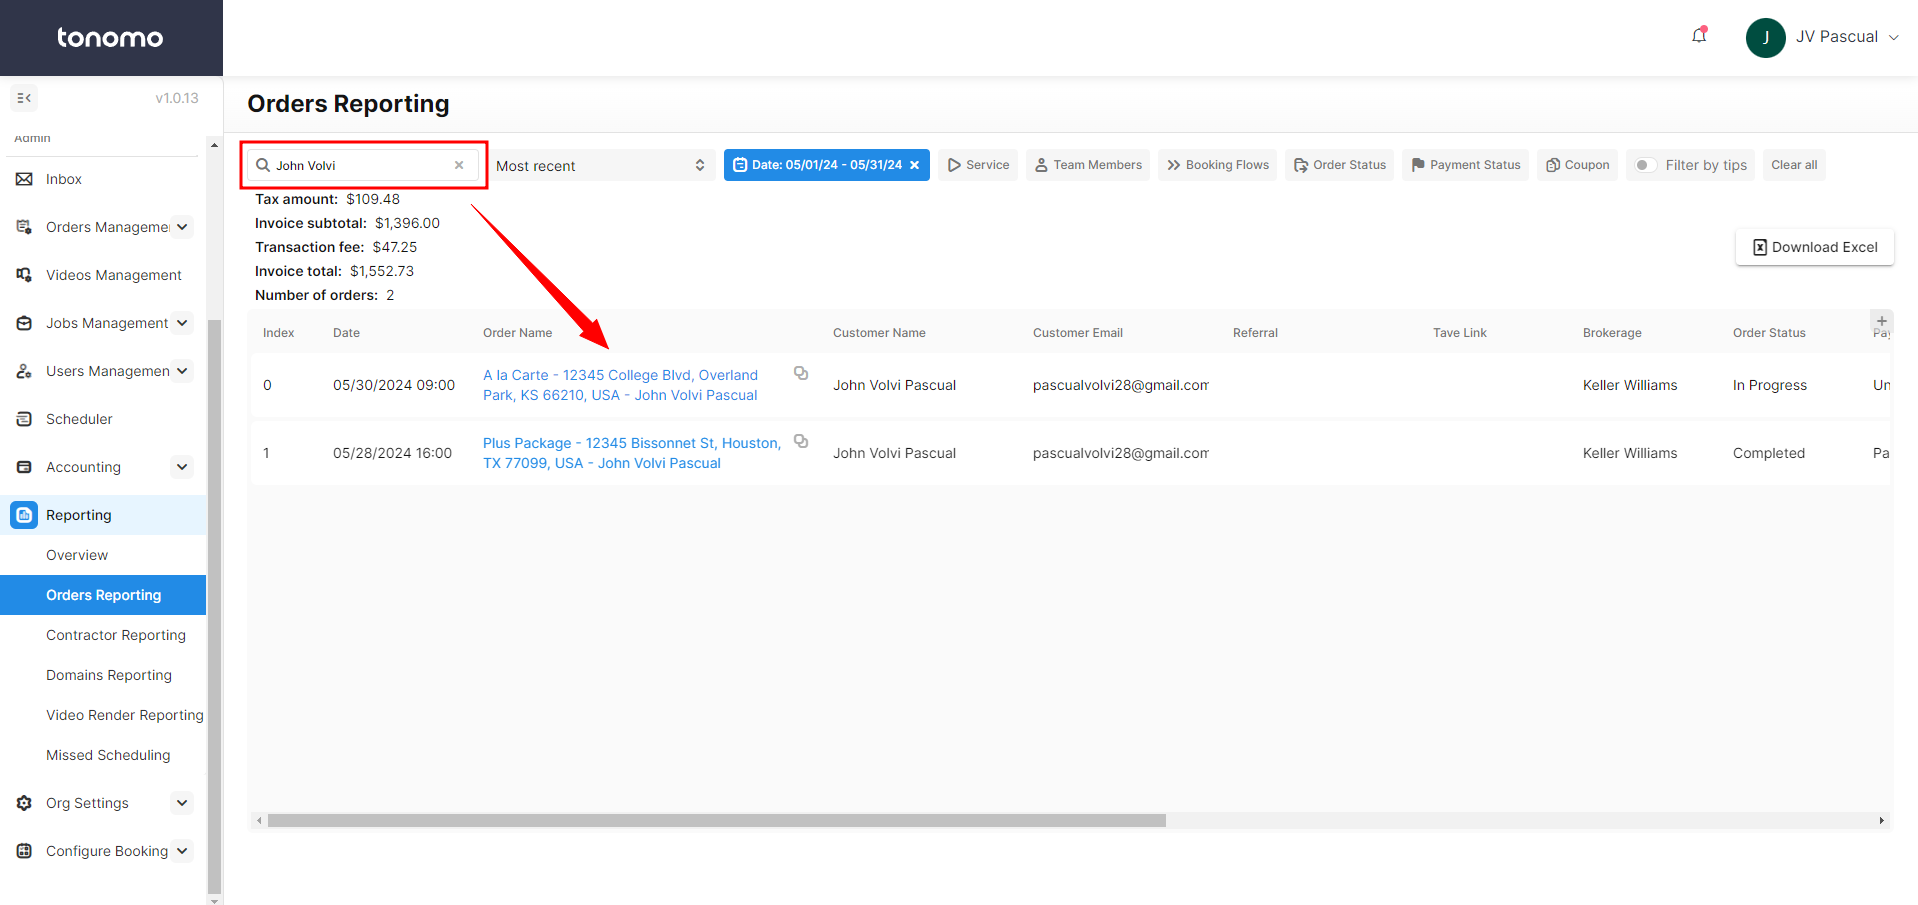 tonomo
J
JV Pascual
v1.0.13
Orders Reporting
Admin
John Volvi
Most recent
Date: 05/01/24 - 05/31/24
Service
Team Members
Booking Flows
Order Status
Payment Status
Coupon
Filter by tips
Clear all
Inbox
Orders Manageme
Videos Management
Jobs Management
Users Managemen
Scheduler
Accounting
Reporting
Overview
Orders Reporting
Contractor Reporting
Domains Reporting
Video Render Reporting
Missed Scheduling
Org Settings
Configure Booking
Tax amount: $109.48
Invoice subtotal: $1,396.00
Transaction fee: $47.25
Invoice total: $1,552.73
Number of orders: 2
Download Excel
Index Date Order Name Customer Name Customer Email Referral Tave Link Brokerage Order Status Pay
0 05/30/2024 09:00 A la Carte - 12345 College Blvd, Overland
Park, KS 66210, USA - John Volvi Pascual
John Volvi Pascual pascualvolvi28@gmail.com Keller Williams In Progress Un
1 05/28/2024 16:00 Plus Package - 12345 Bissonnet St, Houston,
TX 77099, USA - John Volvi Pascual
John Volvi Pascual pascualvolvi28@gmail.com Keller Williams Completed Pa